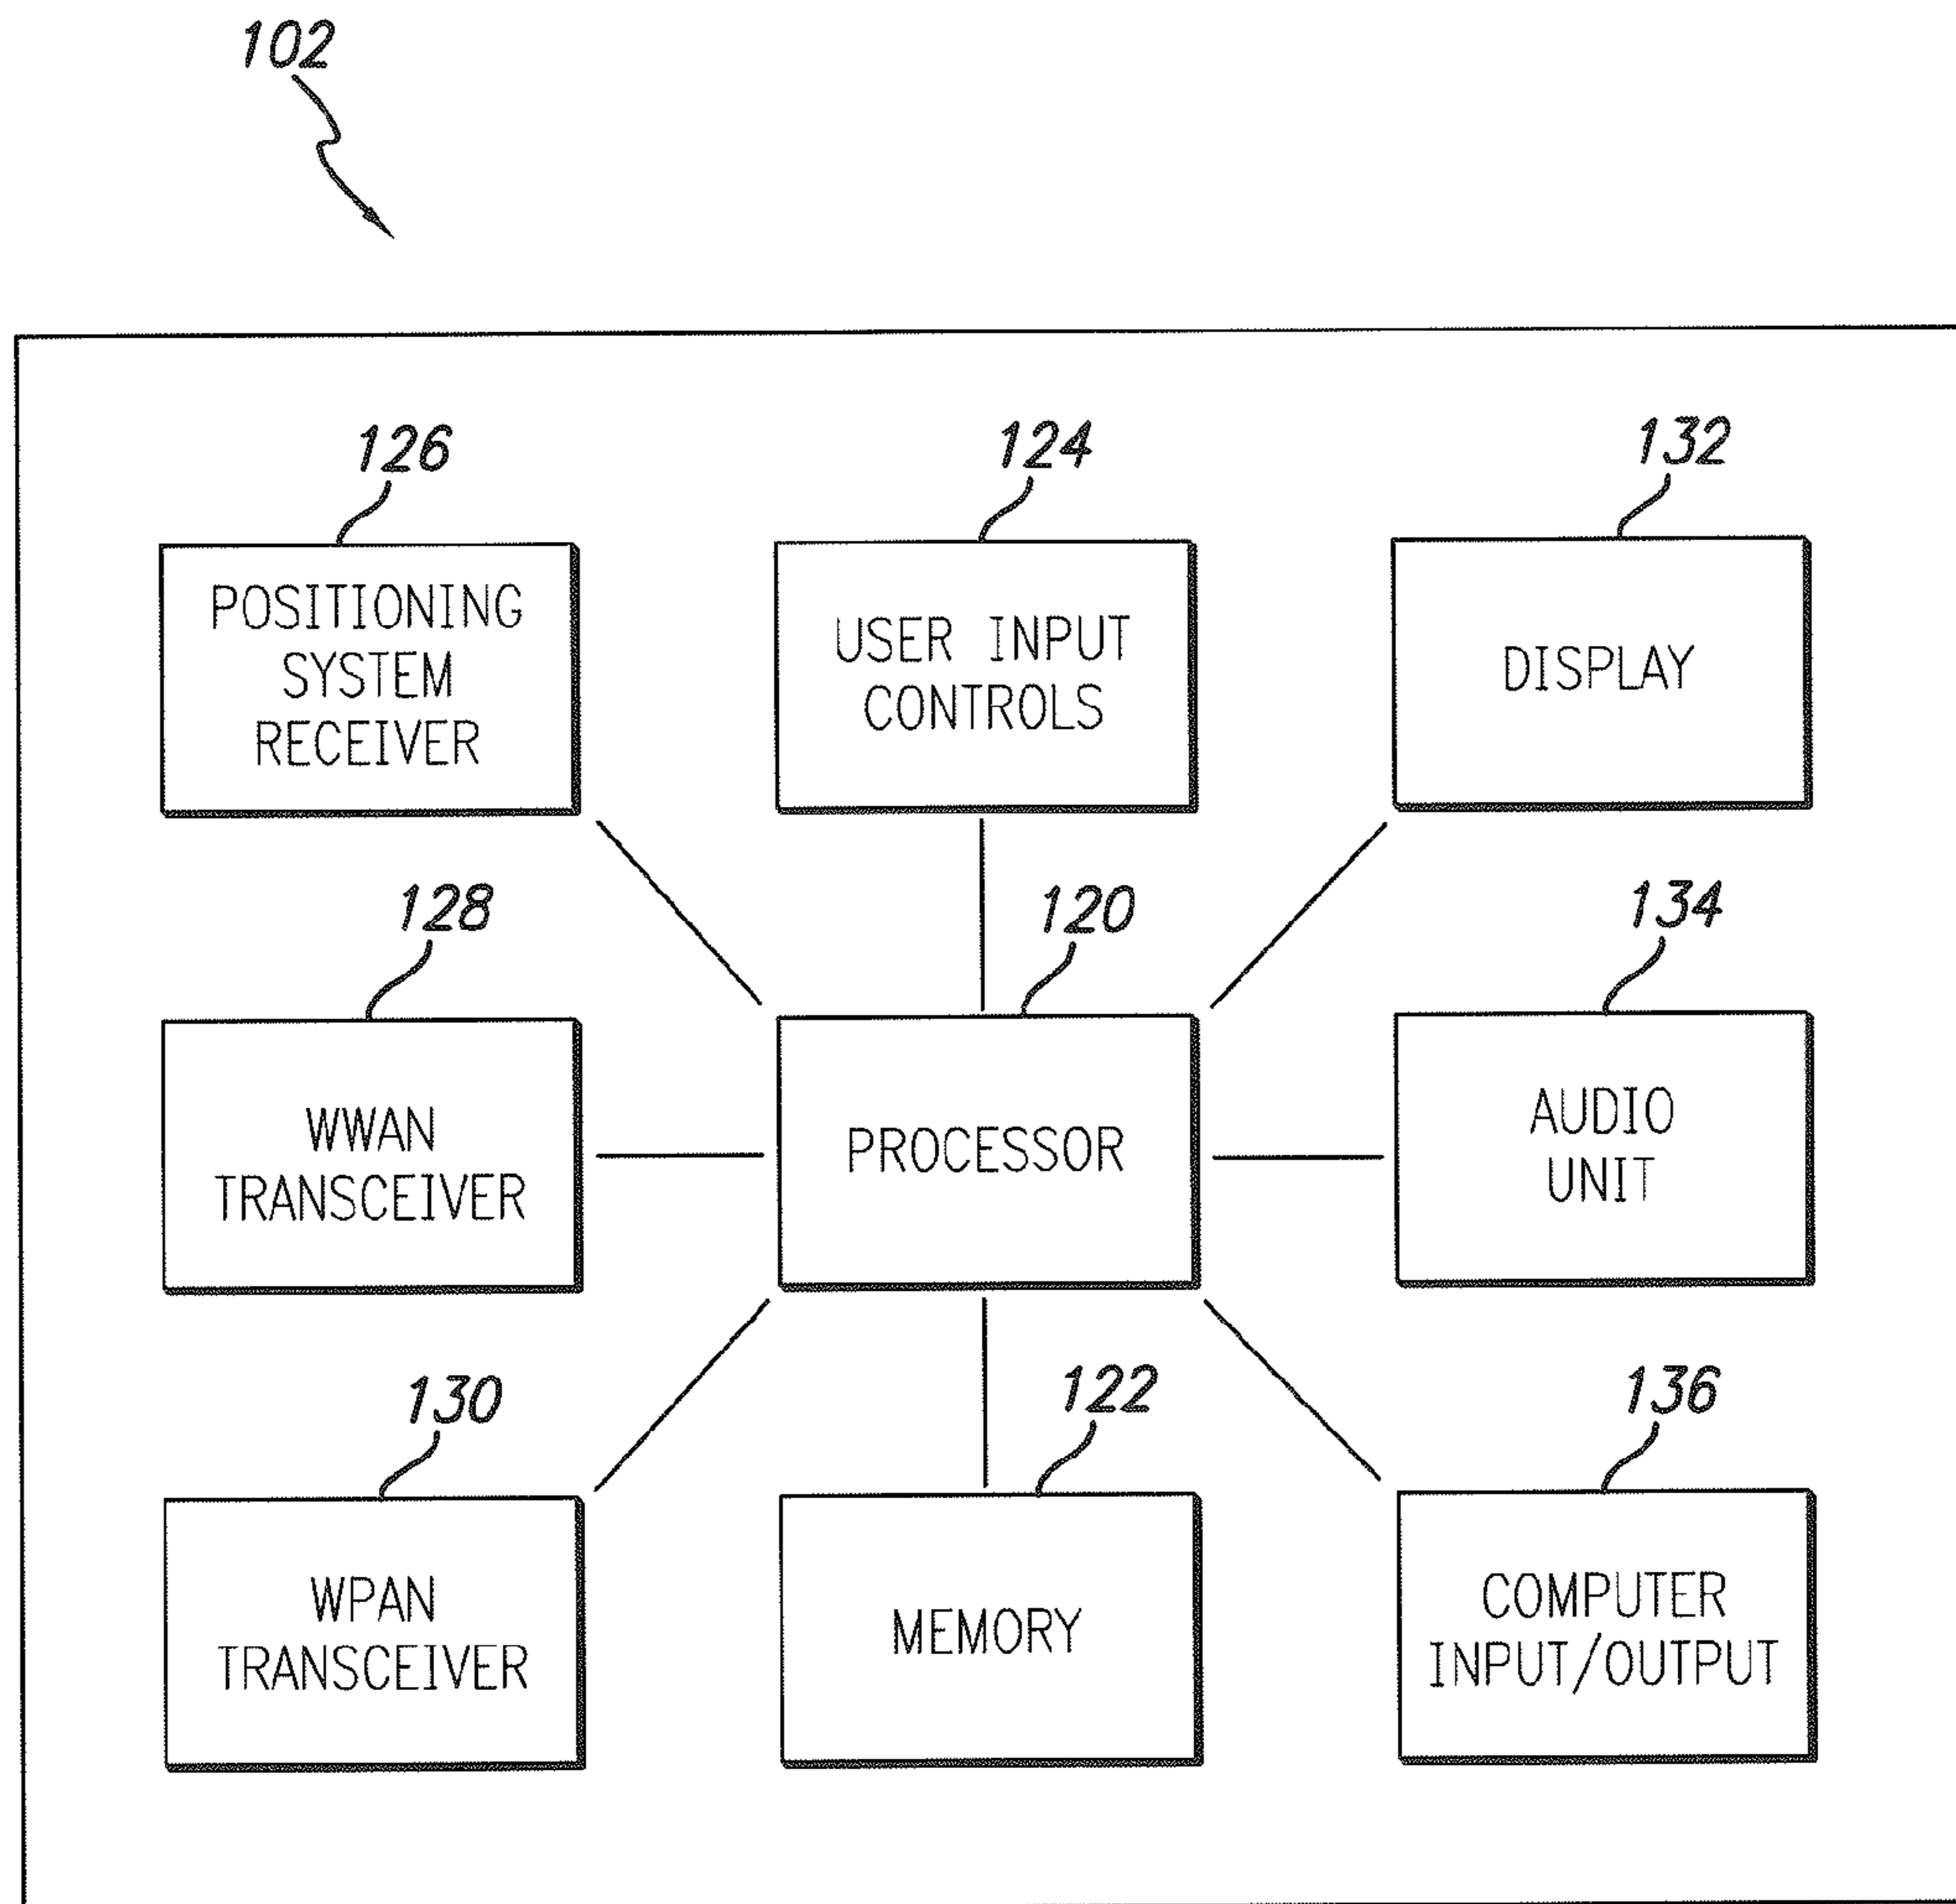 102
126
124
132
POSITIONING
SYSTEM
RECEIVER
USER INPUT
CONTROLS
DISPLAY
128
120
134
WWAN
TRANSCEIVER
PROCESSOR
AUDIO
UNIT
130
122
136
WPAN
TRANSCEIVER
MEMORY
COMPUTER
INPUT/OUTPUT